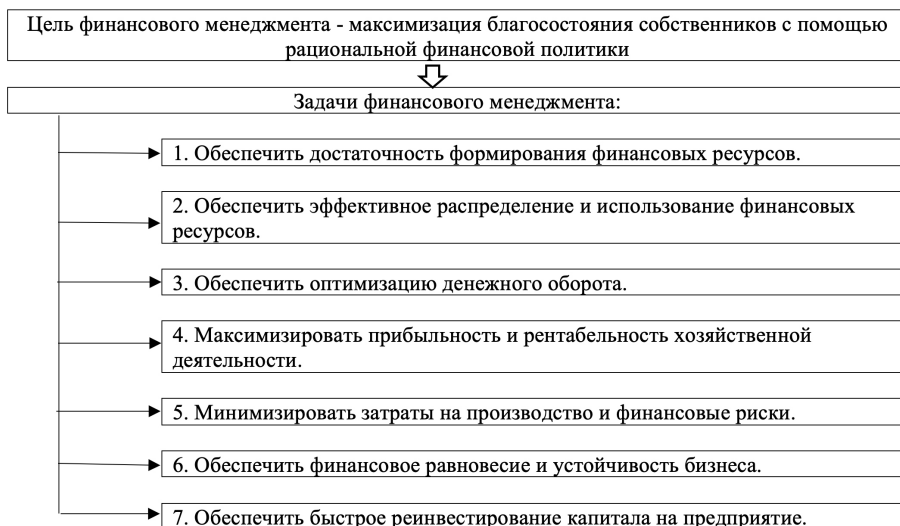 Цель финансового менеджмента - максимизация благосостояния собственников с помощью
рациональной финансовой политики
Задачи финансового менеджмента:
1. Обеспечить достаточность формирования финансовых ресурсов.
2. Обеспечить эффективное распределение и использование финансовых
ресурсов.
3. Обеспечить оптимизацию денежного оборота.
4. Максимизировать прибыльность и рентабельность хозяйственной
деятельности.
5. Минимизировать затраты на производство и финансовые риски.
6. Обеспечить финансовое равновесие и устойчивость бизнеса.
7. Обеспечить быстрое реинвестирование капитала на предприятие.